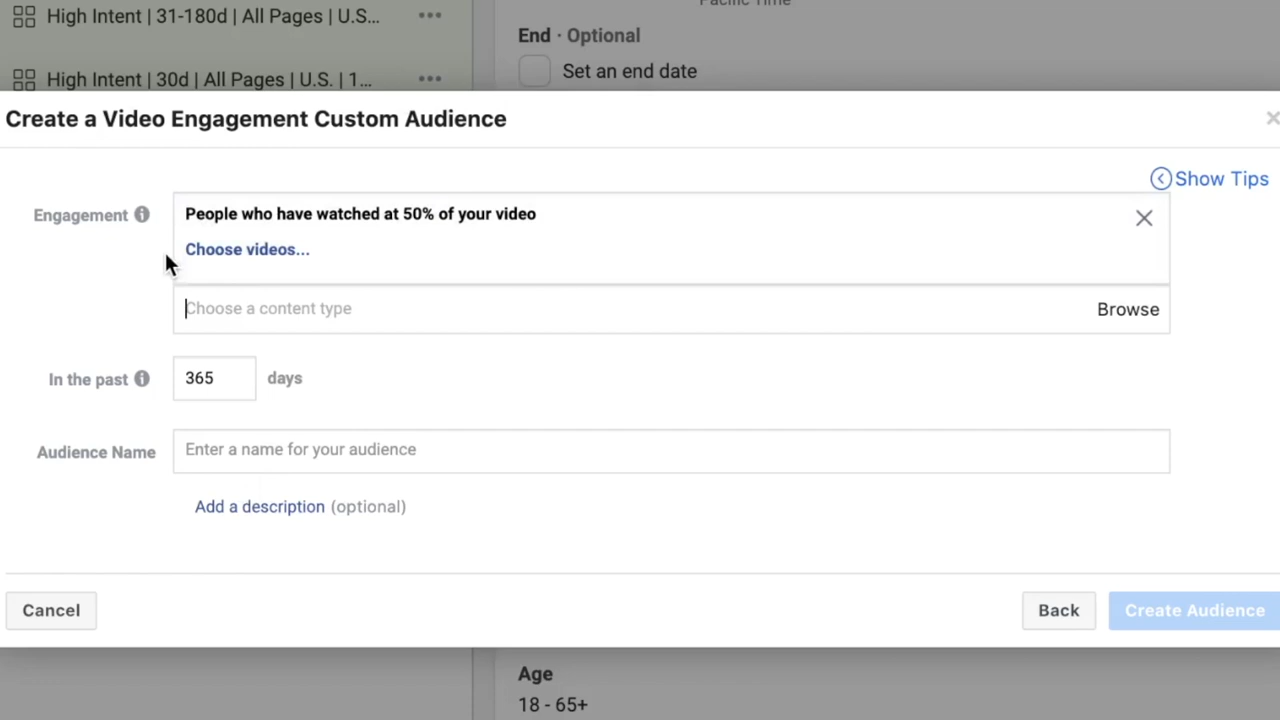 High Intent | 31-180d | All Pages | U.S...
Pacific Time
End · Optional
Set an end date
High Intent | 30d | All Pages | U.S. | 1...
Create a Video Engagement Custom Audience
Show Tips
Engagement
People who have watched at 50% of your video
Choose videos...
Choose a content type
Browse
In the past
365
days
Audience Name
Enter a name for your audience
Add a description (optional)
Cancel
Back
Create Audience
Age
18 - 65+